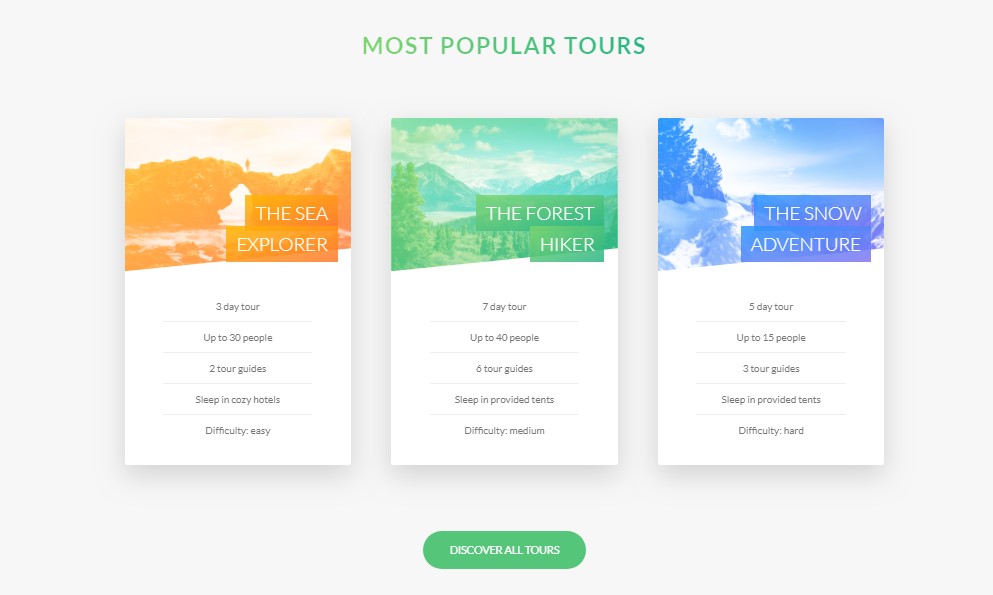 MOST POPULAR TOURS
THE SEA
EXPLORER
3 day tour
Up to 30 people
2 tour guides
Sleep in cozy hotels
Difficulty: easy
THE FOREST
HIKER
7 day tour
Up to 40 people
6 tour guides
Sleep in provided tents
Difficulty: medium
THE SNOW
ADVENTURE
5 day tour
Up to 15 people
3 tour guides
Sleep in provided tents
Difficulty: hard
DISCOVER ALL TOURS